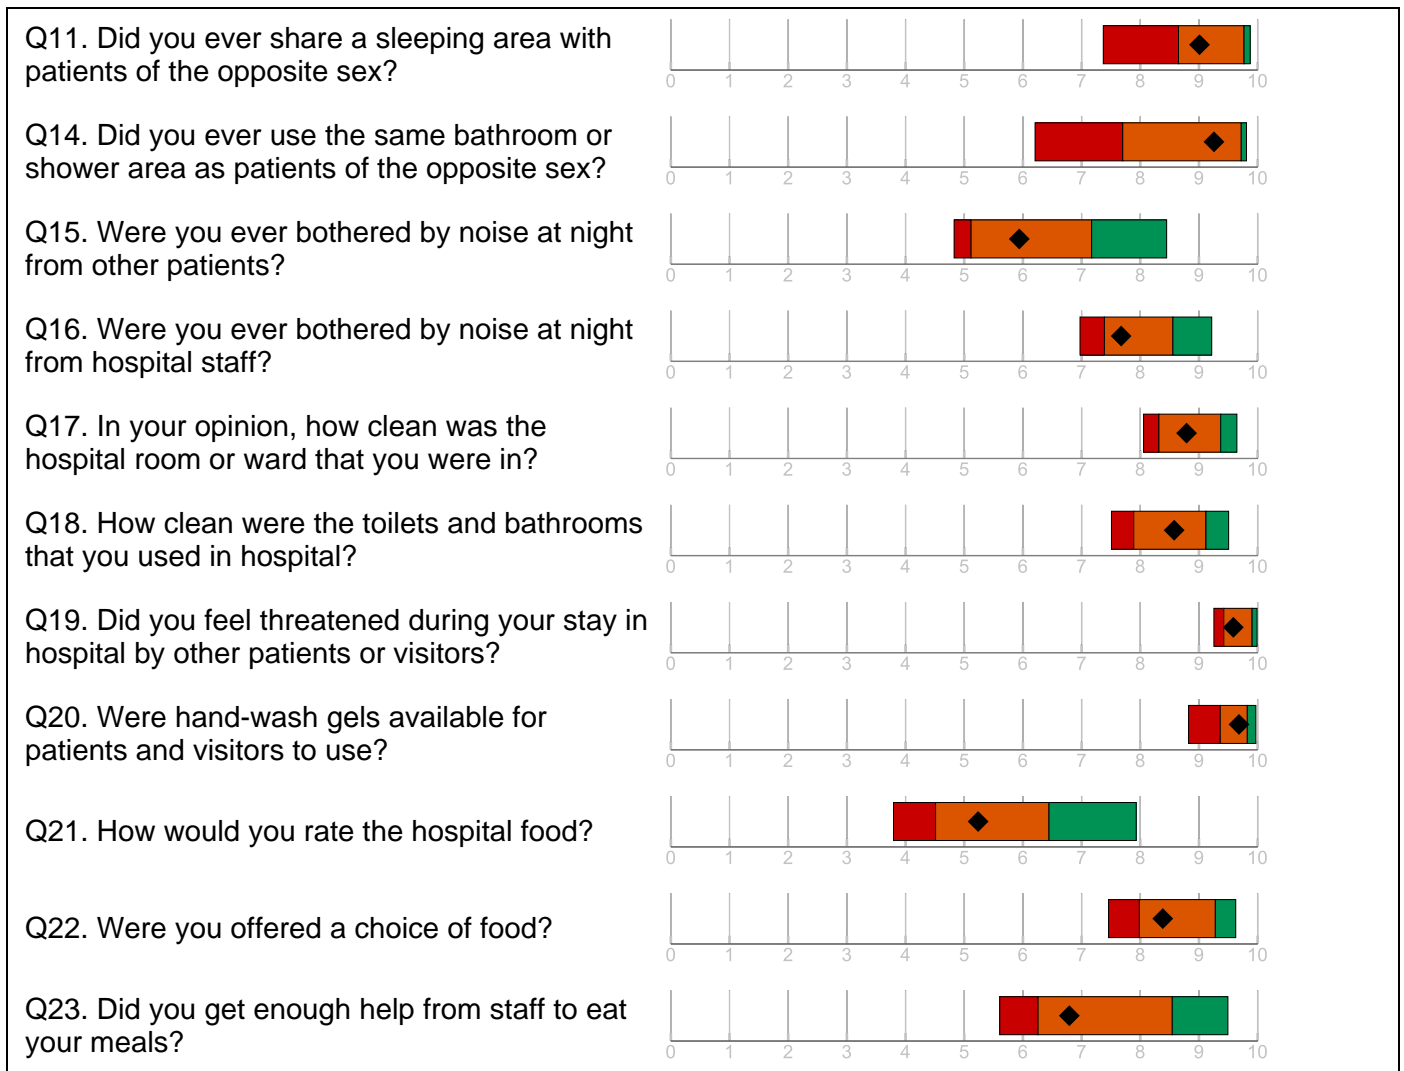 Q11. Did you ever share a sleeping area with
patients of the opposite sex?
0 1 2 3 4 5 6 7 8 9 10
Q14. Did you ever use the same bathroom or
shower area as patients of the opposite sex?
0 1 2 3 4 5 6 7 8 9 10
Q15. Were you ever bothered by noise at night
from other patients?
0 1 2 3 4 5 6 7 8 9 10
Q16. Were you ever bothered by noise at night
from hospital staff?
0 1 2 3 4 5 6 7 8 9 10
Q17. In your opinion, how clean was the
hospital room or ward that you were in?
0 1 2 3 4 5 6 7 8 9 10
Q18. How clean were the toilets and bathrooms
that you used in hospital?
0 1 2 3 4 5 6 7 8 9 10
Q19. Did you feel threatened during your stay in
hospital by other patients or visitors?
0 1 2 3 4 5 6 7 8 9 10
Q20. Were hand-wash gels available for
patients and visitors to use?
0 1 2 3 4 5 6 7 8 9 10
Q21. How would you rate the hospital food?
0 1 2 3 4 5 6 7 8 9 10
Q22. Were you offered a choice of food?
0 1 2 3 4 5 6 7 8 9 10
Q23. Did you get enough help from staff to eat
your meals?
0 1 2 3 4 5 6 7 8 9 10